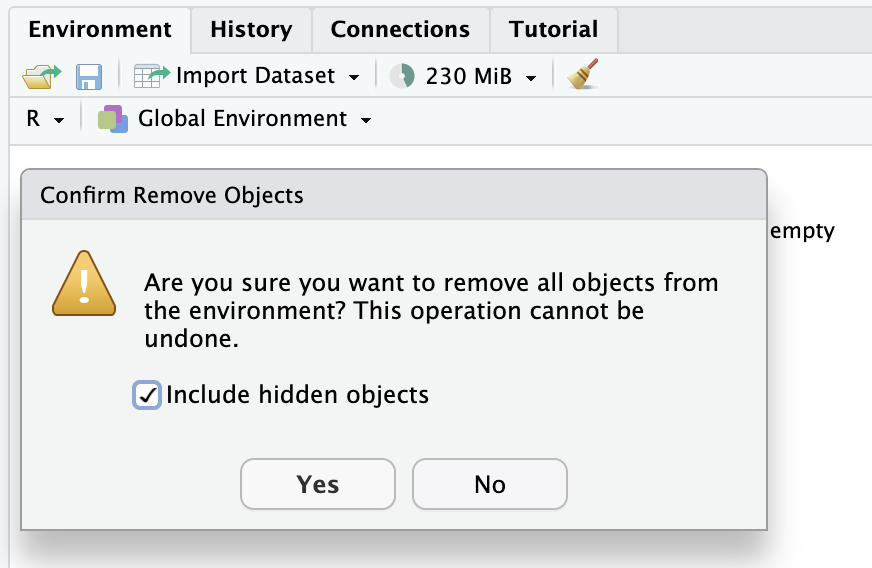 Environment History Connections Tutorial
Import Dataset 230 MiB
R Global Environment
Confirm Remove Objects
empty
Are you sure you want to remove all objects from
the environment? This operation cannot be
undone.
Include hidden objects
Yes No